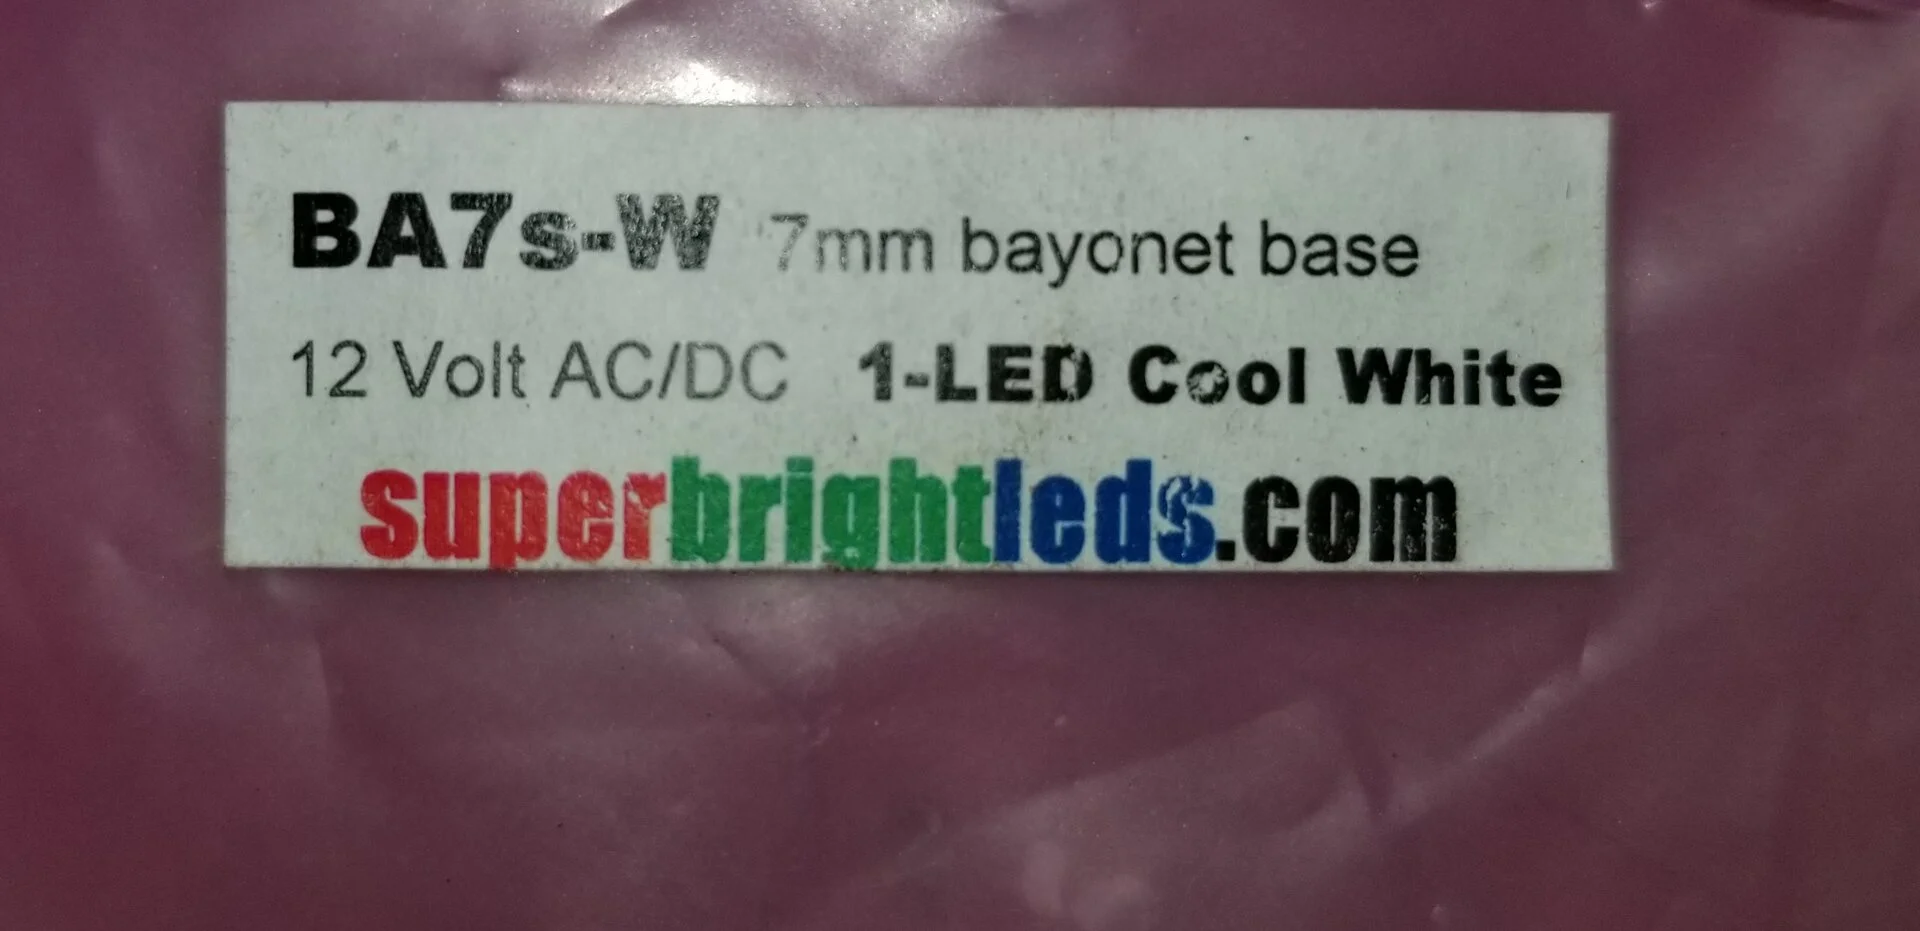 BA7s-W 7mm bayonet base
12 Volt AC/DC 1-LED Cool White
superbrightleds.com